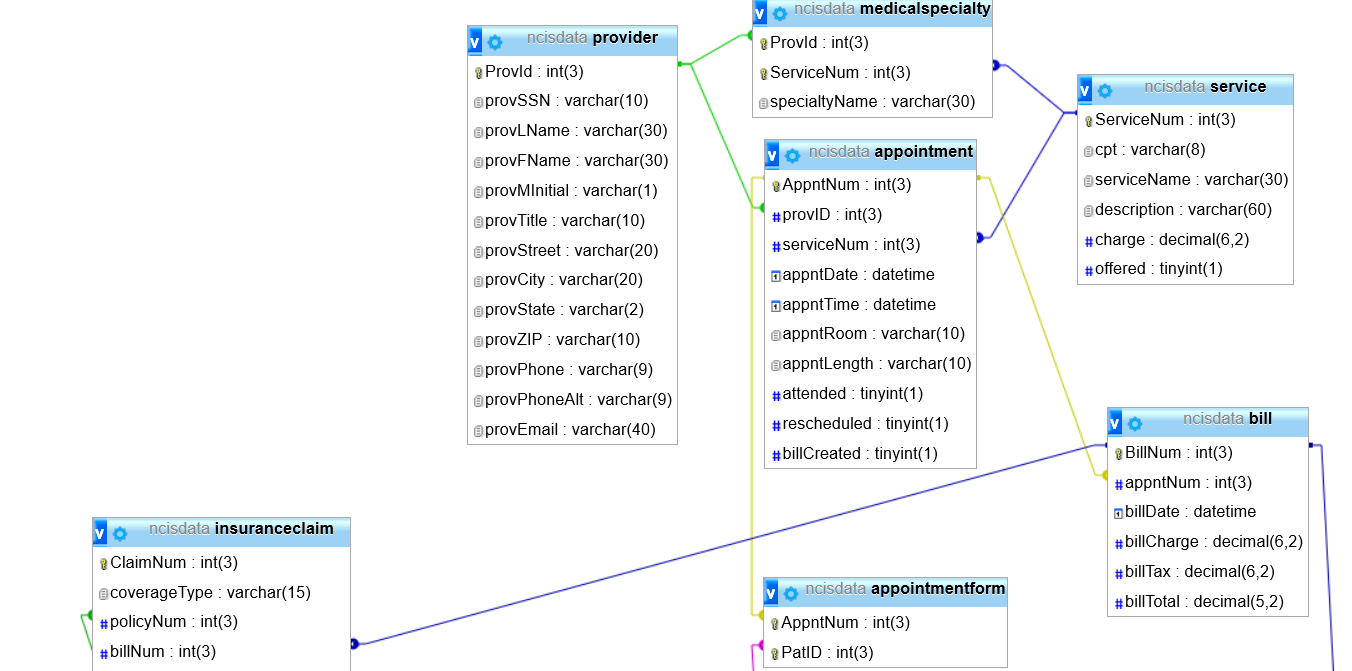 ncisdata provider
ProvId : int(3)
provSSN : varchar(10)
provLName : varchar(30)
provFName : varchar(30)
provMInitial : varchar(1)
provTitle : varchar(10)
provStreet : varchar(20)
provCity : varchar(20)
provState : varchar(2)
provZIP : varchar(10)
provPhone : varchar(9)
provPhoneAlt : varchar(9)
provEmail : varchar(40)
ncisdata medicalspecialty
ProvId : int(3)
ServiceNum : int(3)
specialtyName : varchar(30)
ncisdata appointment
AppntNum : int(3)
provID : int(3)
serviceNum : int(3)
appntDate : datetime
appntTime : datetime
appntRoom : varchar(10)
appntLength : varchar(10)
attended : tinyint(1)
rescheduled : tinyint(1)
billCreated : tinyint(1)
ncisdata service
ServiceNum : int(3)
cpt : varchar(8)
serviceName : varchar(30)
description : varchar(60)
charge : decimal(6,2)
offered : tinyint(1)
ncisdata bill
BillNum : int(3)
appntNum : int(3)
billDate : datetime
billCharge : decimal(6,2)
billTax : decimal(6,2)
billTotal : decimal(5,2)
ncisdata insuranceclaim
ClaimNum : int(3)
coverageType : varchar(15)
policyNum : int(3)
billNum : int(3)
ncisdata appointmentform
AppntNum : int(3)
PatID : int(3)